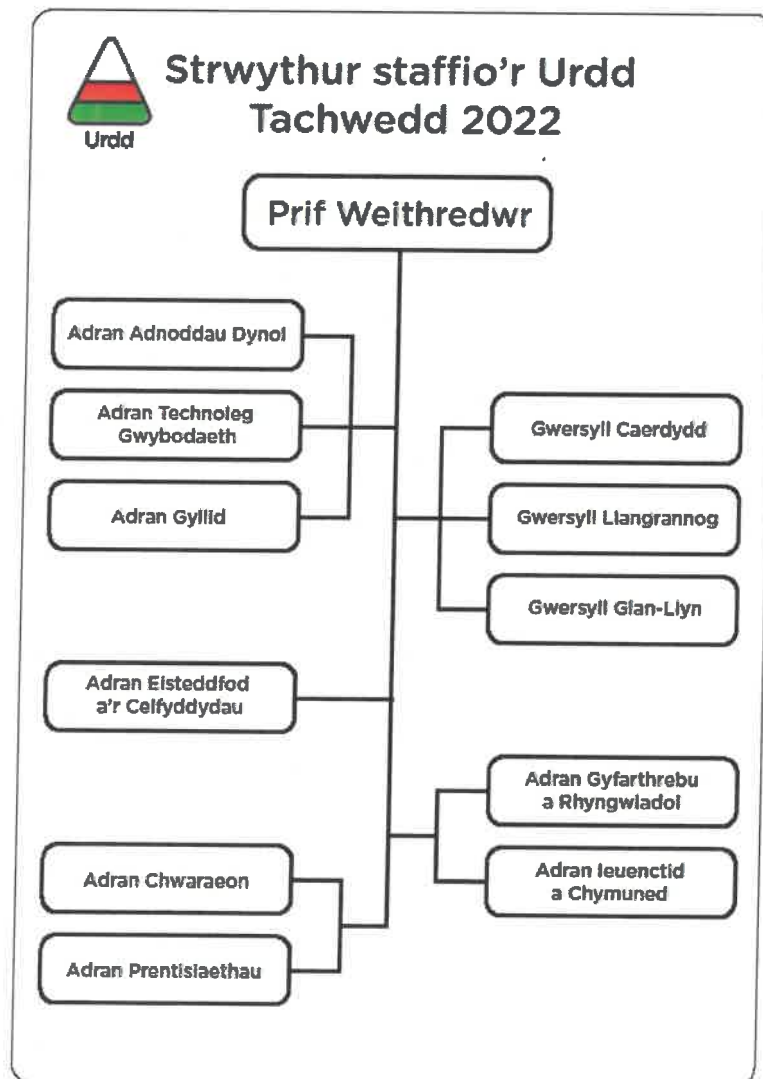 Strwythur staffio'r Urdd
Tachwedd 2022
Urdd
Prif Weithredwr
Adran Adnoddau Dynol
Adran Technoleg
Gwybodaeth
Adran Gyllid
Gwersyll Caerdydd
Gwersyll Llangrannog
Gwersyll Glan-Llyn
Adran Eisteddfod
a'r Celfyddydau
Adran Gyfarthrebu
a Rhyngwladol
Adran Ieuenctid
a Chymuned
Adran Chwaraeon
Adran Prentisiaethau